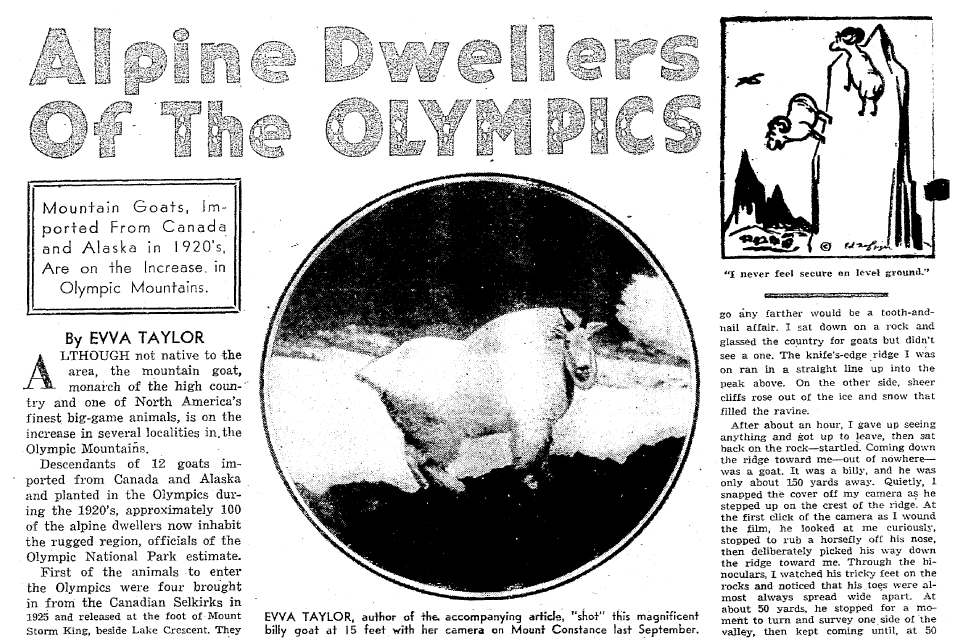 Alpine Dwellers
Of The OLYMPICS
Mountain Goats, Im-
ported From Canada
and Alaska in 1920's,
Are on the Increase in
Olympic Mountains.
By EVVA TAYLOR
ALTHOUGH not native to the
area, the mountain goat,
monarch of the high coun-
try and one of North America's
finest big-game animals, is on the
increase in several localities in the
Olympic Mountains.
Descendants of 12 goats im-
ported from Canada and Alaska
and planted in the Olympics dur-
ing the 1920's, approximately 100
of the alpine dwellers now inhabit
the rugged region, officials of the
Olympic National Park estimate.
First of the animals to enter
the Olympics were four brought
in from the Canadian Selkirks in
1925 and released at the foot of Mount
Storm King, beside Lake Crescent. They
EVVA TAYLOR, author of the accompanying article, "shot" this magnificent
billy goat at 15 feet with her camera on Mount Constance last September.
©
"I never feel secure on level ground."
go any farther would be a tooth-and-
nail affair. I sat down on a rock and
glassed the country for goats but didn't
see a one. The knife's-edge ridge I was
on ran in a straight line up into the
peak above. On the other side, sheer
cliffs rose out of the ice and snow that
filled the ravine.
After about an hour, I gave up seeing
anything and got up to leave, then sat
back on the rock—startled. Coming down
the ridge toward me—out of nowhere—
was a goat. It was a billy, and he was
only about 150 yards away. Quietly, I
snapped the cover off my camera as he
stepped up on the crest of the ridge. At
the first click of the camera as I wound
the film, he looked at me curiously,
stopped to rub a horsefly off his nose,
then deliberately picked his way down
the ridge toward me. Through the bi-
noculars, I watched his tricky feet on the
rocks and noticed that his toes were al-
most always spread wide apart. At
about 50 yards, he stopped for a mo-
ment to turn and survey one side of the
valley, then kept coming until, at 50